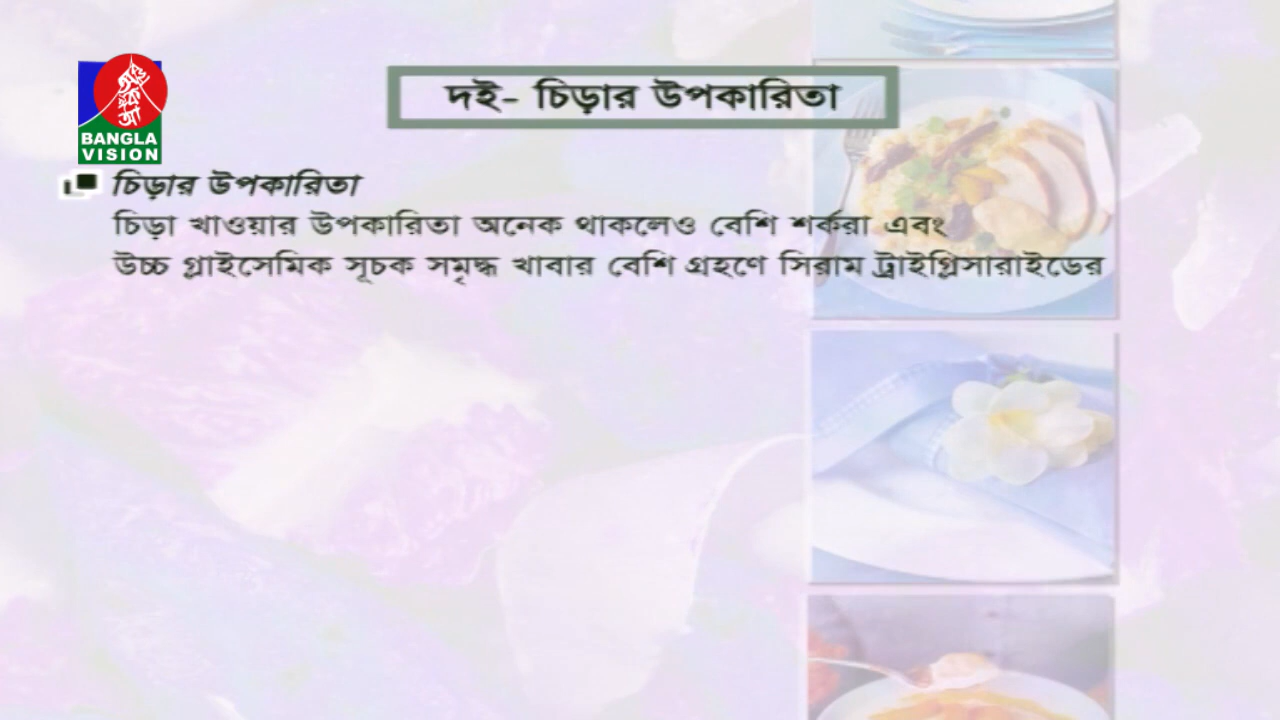 দই- চিড়ার উপকারিতা
BANGLA
VISION
চিড়ার উপকারিতা
চিড়া খাওয়ার উপকারিতা অনেক থাকলেও বেশি শর্করা এবং
উচ্চ গ্লাইসেমিক সূচক সমৃদ্ধ খাবার বেশি গ্রহণে সিরাম ট্রাইগ্লিসারাইডের